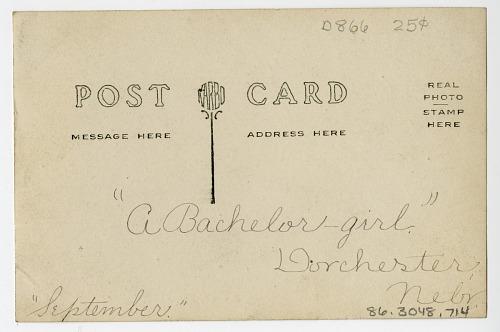 D866 25¢
POST KARBO CARD
REAL
PHOTO
STAMP
HERE
MESSAGE HERE ADDRESS HERE
"A Bachelor-girl."
Dorchester,
Nebr
"September."
86.3048.714